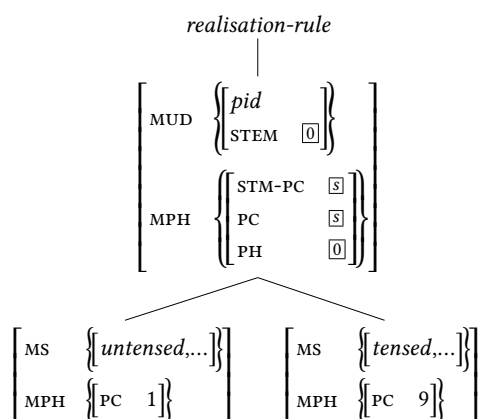 realisation-rule
MUD {[pid
STEM 0]}
MPH {[STM-PC s
PC s
PH 0]}
MS {[untensed,...]} MS {[tensed,...]}
MPH {[PC 1]} MPH {[PC 9]}